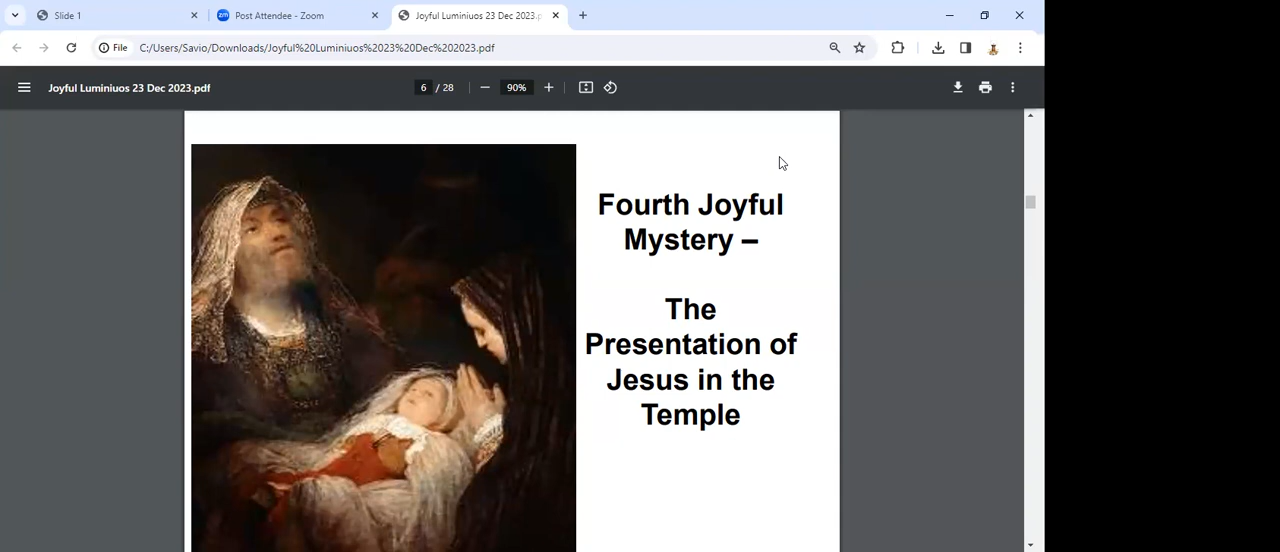 Slide 1
zm
Post Attendee - Zoom
Joyful Luminiuos 23 Dec 2023.p
File
C:/Users/Savio/Downloads/Joyful%20Luminiuos%2023%20Dec%202023.pdf
Joyful Luminiuos 23 Dec 2023.pdf
6 / 28
90%
Fourth Joyful
Mystery –
The
Presentation of
Jesus in the
Temple